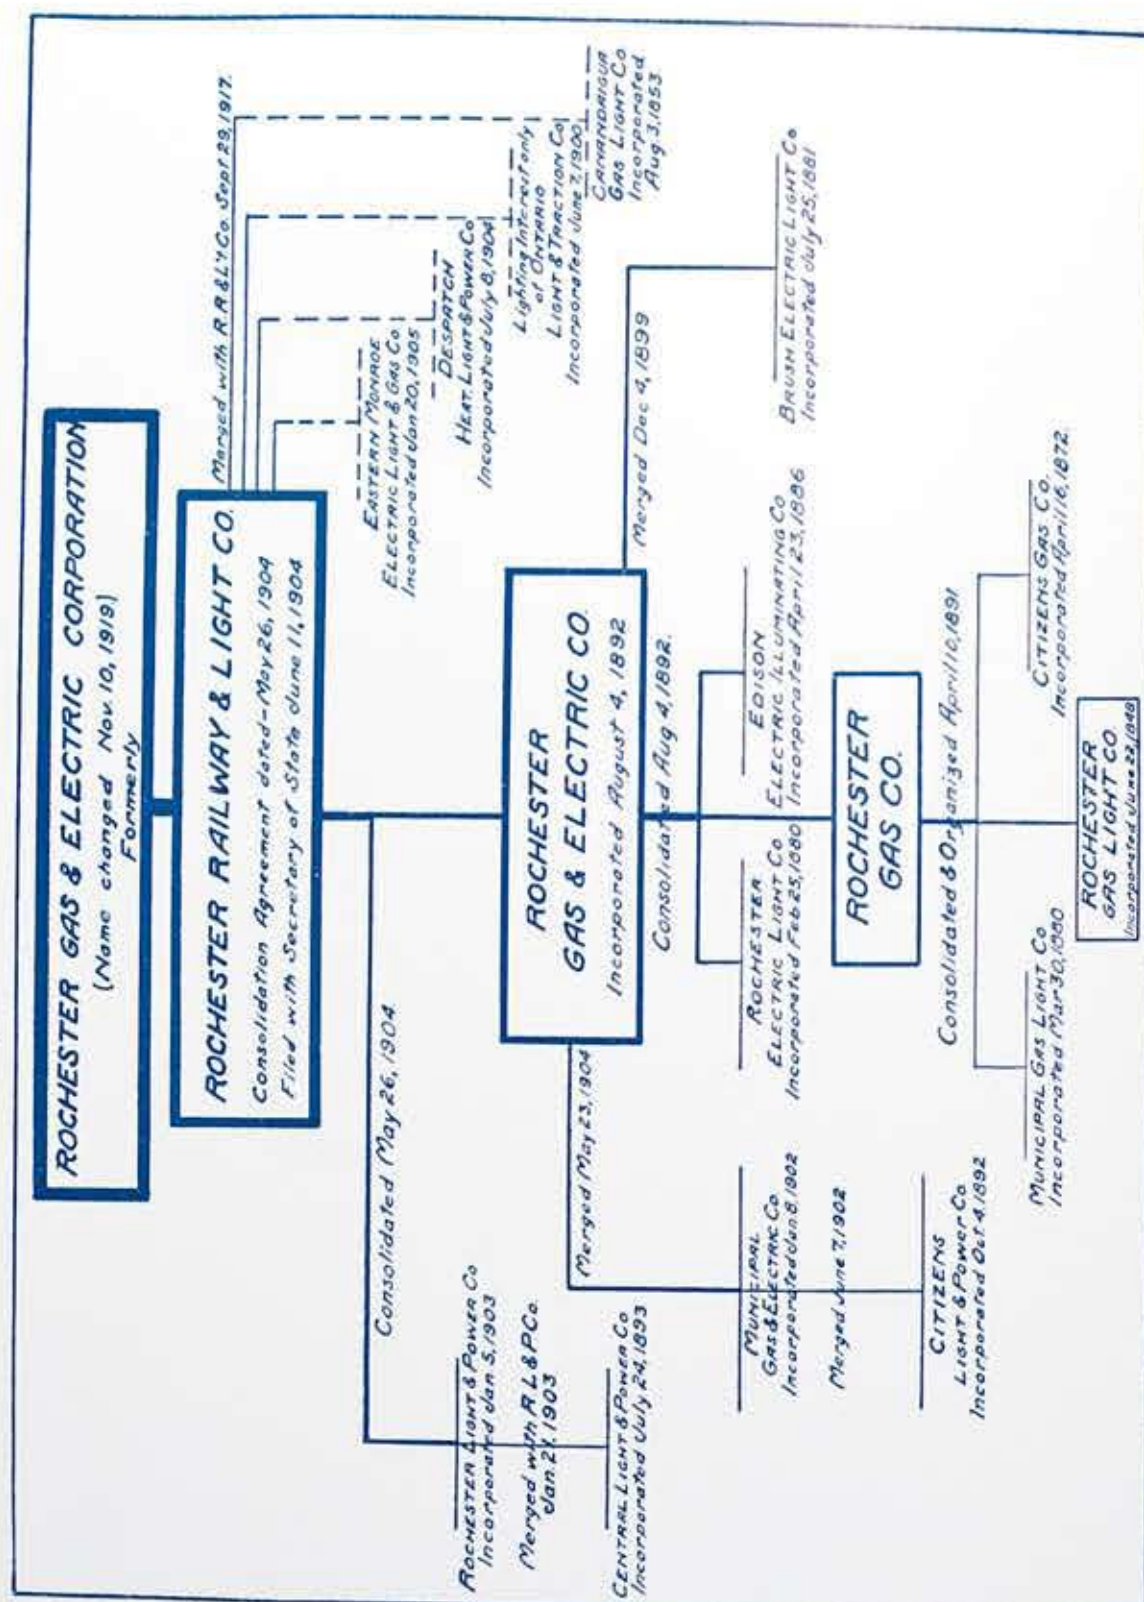 ROCHESTER GAS & ELECTRIC CORPORATION
(Name changed Nov. 10, 1919)
Formerly
ROCHESTER RAILWAY & LIGHT CO.
Consolidation Agreement dated-May 26, 1904
Filed with Secretary of State June 11, 1904
Marged with R.R & L't Co. Sept 29, 1917.
EASTERN MONROE
ELECTRIC LIGHT & GAS CO
Incorporated Jan 20, 1905
DESPATCH
HEAT. LIGHT & POWER CO
Incorporated July 8, 1904
Lighting Interest only
of ONTARIO
LIGHT & TRACTION CO
Incorporated June 7, 1900
CANANDAIGUA
GAS LIGHT CO
Incorporated
Aug. 3, 1853.
Consolidated May 26, 1904.
ROCHESTER LIGHT & POWER CO
Incorporated Jan. 5, 1903
Merged with R L & P Co.
Jan. 1903
CENTRAL LIGHT & POWER CO
Incorporated July 24, 1893
ROCHESTER
GAS & ELECTRIC CO.
Incorporated August 4, 1892
Merged May 23, 1904
Consolidated Aug 4, 1892.
Merged Dec 4, 1899
MUNICIPAL
GAS & ELECTRIC CO
Incorporated Jan. 8, 1902
Merged June 7, 1902
CITIZENS
LIGHT & POWER CO.
Incorporated Oct. 4, 1892
ROCHESTER
ELECTRIC LIGHT CO
Incorporated Feb 25, 1880
EDISON
ELECTRIC ILLUMINATING CO
Incorporated April 23, 1886
BRUSH ELECTRIC LIGHT CO
Incorporated July 25, 1881
ROCHESTER
GAS CO.
Consolidated & Organized April 10, 1891
MUNICIPAL GAS LIGHT CO
Incorporated Mar 30, 1880
CITIZENS GAS CO.
Incorporated April 16, 1872.
ROCHESTER
GAS LIGHT CO.
Incorporated June 22, 1848